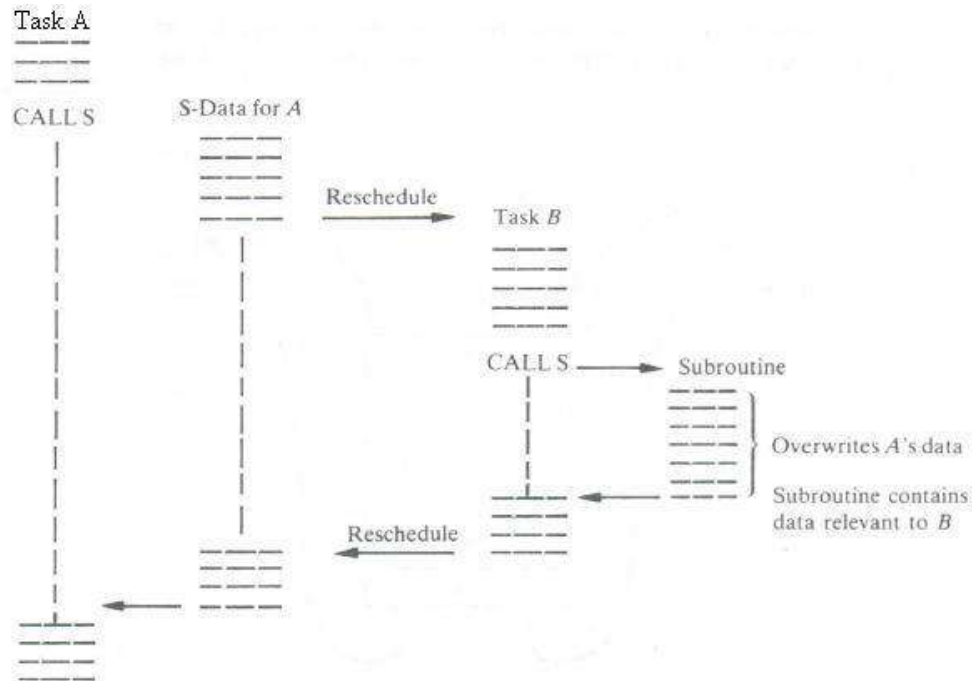 Task A
CALL S
S-Data for A
Reschedule
Task B
CALL S
Subroutine
Overwrites A's data
Subroutine contains
data relevant to B
Reschedule